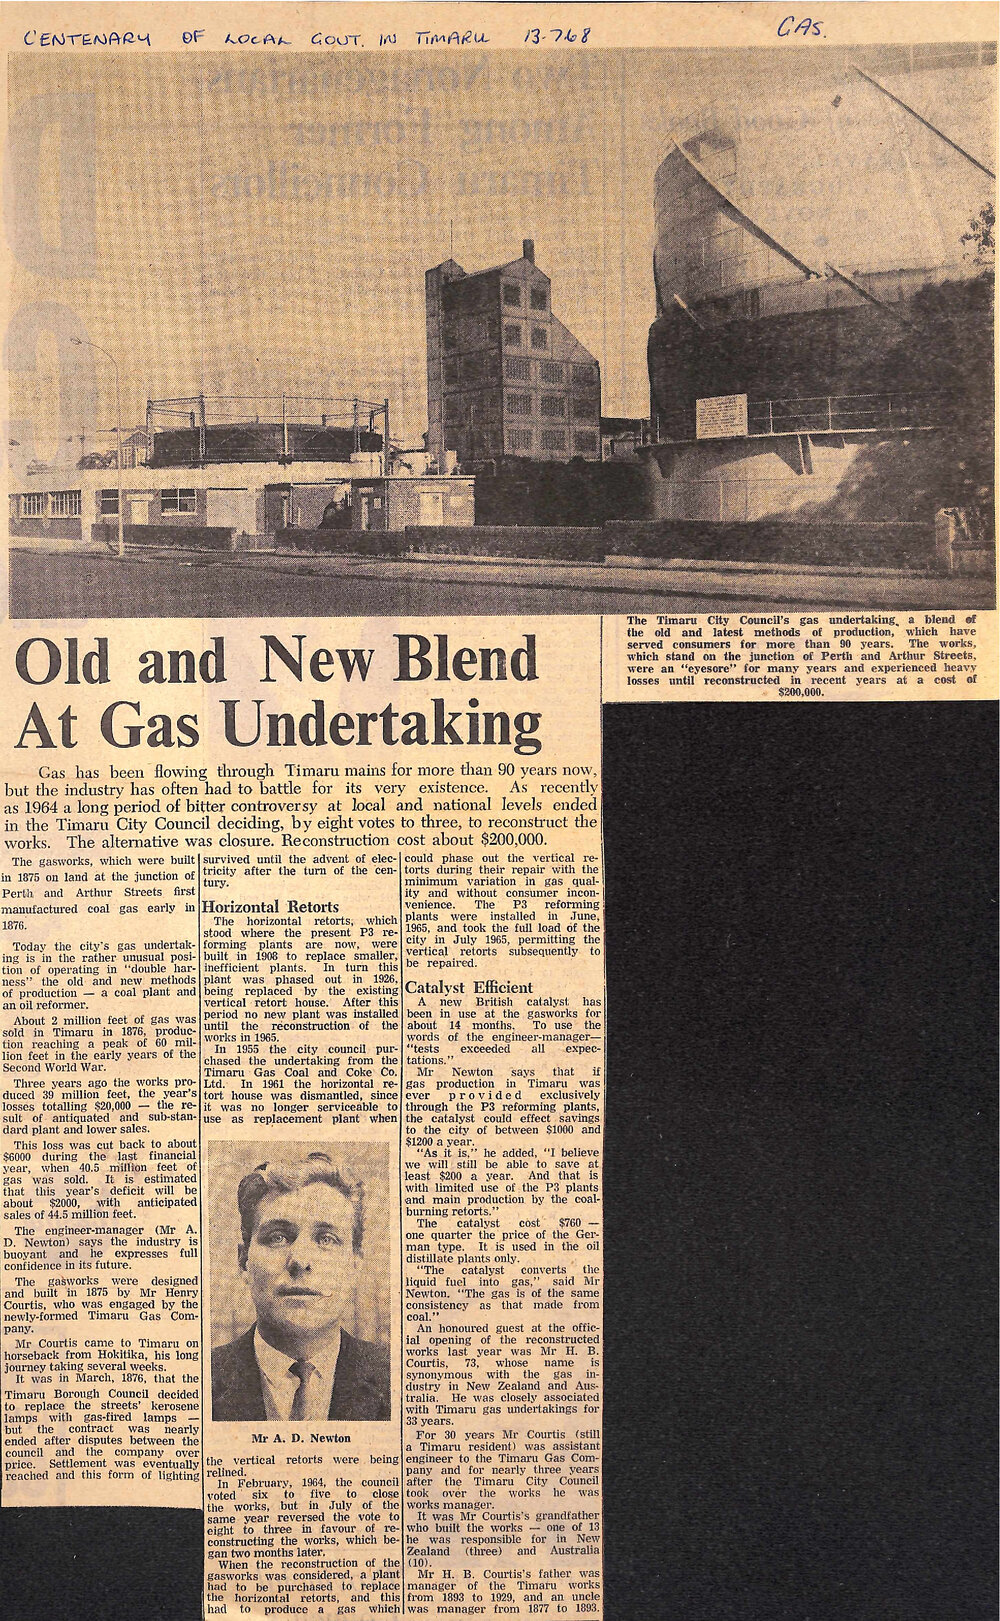 CENTENARY OF LOCAL GOVT. IN TIMARU 13-7-68
GAS.
The Timaru City Council's gas undertaking, a blend of
the old and latest methods of production, which have
served consumers for more than 90 years. The works,
which stand on the junction of Perth and Arthur Streets,
were an "eyesore" for many years and experienced heavy
losses until reconstructed in recent years at a cost of
$200,000.
Old and New Blend
At Gas Undertaking
Gas has been flowing through Timaru mains for more than 90 years now,
but the industry has often had to battle for its very existence. As recently
as 1964 a long period of bitter controversy at local and national levels ended
in the Timaru City Council deciding, by eight votes to three, to reconstruct the
works. The alternative was closure. Reconstruction cost about $200,000.
The gasworks, which were built
in 1875 on land at the junction of
Perth and Arthur Streets first
manufactured coal gas early in
1876.
Today the city's gas undertak-
ing is in the rather unusual posi-
tion of operating in "double har-
ness" the old and new methods
of production — a coal plant and
an oil reformer.
About 2 million feet of gas was
sold in Timaru in 1876, produc-
tion reaching a peak of 60 mil-
lion feet in the early years of the
Second World War.
Three years ago the works pro-
duced 39 million feet, the year's
losses totalling $20,000 — the re-
sult of antiquated and sub-stan-
dard plant and lower sales.
This loss was cut back to about
$6000 during the last financial
year, when 40.5 million feet of
gas was sold. It is estimated
that this year's deficit will be
about $2000, with anticipated
sales of 44.5 million feet.
The engineer-manager (Mr A.
D. Newton) says the industry is
buoyant and he expresses full
confidence in its future.
The gasworks were designed
and built in 1875 by Mr Henry
Courtis, who was engaged by the
newly-formed Timaru Gas Com-
pany.
Mr Courtis came to Timaru on
horseback from Hokitika, his long
journey taking several weeks.
It was in March, 1876, that the
Timaru Borough Council decided
to replace the streets' kerosene
lamps with gas-fired lamps —
but the contract was nearly
ended after disputes between the
council and the company over
price. Settlement was eventually
reached and this form of lighting
survived until the advent of elec-
tricity after the turn of the cen-
tury.
Horizontal Retorts
The horizontal retorts, which
stood where the present P3 re-
forming plants are now, were
built in 1908 to replace smaller,
inefficient plants. In turn this
plant was phased out in 1926,
being replaced by the existing
vertical retort house. After this
period no new plant was installed
until the reconstruction of the
works in 1965.
In 1955 the city council pur-
chased the undertaking from the
Timaru Gas Coal and Coke Co.
Ltd. In 1961 the horizontal re-
tort house was dismantled, since
it was no longer serviceable to
use as replacement plant when
Mr A. D. Newton
the vertical retorts were being
relined.
In February, 1964, the council
voted six to five to close
the works, but in July of the
same year reversed the vote to
eight to three in favour of re-
constructing the works, which be-
gan two months later.
When the reconstruction of the
gasworks was considered, a plant
had to be purchased to replace
the horizontal retorts, and this
had to produce a gas which
could phase out the vertical re-
torts during their repair with the
minimum variation in gas qual-
ity and without consumer incon-
venience. The P3 reforming
plants were installed in June,
1965, and took the full load of the
city in July 1965, permitting the
vertical retorts subsequently to
be repaired.
Catalyst Efficient
A new British catalyst has
been in use at the gasworks for
about 14 months. To use the
words of the engineer-manager—
"tests exceeded all expec-
tations."
Mr Newton says that if
gas production in Timaru was
ever provided exclusively
through the P3 reforming plants,
the catalyst could effect savings
to the city of between $1000 and
$1200 a year.
"As it is," he added, "I believe
we will still be able to save at
least $200 a year. And that is
with limited use of the P3 plants
and main production by the coal-
burning retorts."
The catalyst cost $760 —
one quarter the price of the Ger-
man type. It is used in the oil
distillate plants only.
"The catalyst converts the
liquid fuel into gas," said Mr
Newton. "The gas is of the same
consistency as that made from
coal."
An honoured guest at the offic-
ial opening of the reconstructed
works last year was Mr H. B.
Courtis, 73, whose name is
synonymous with the gas in-
dustry in New Zealand and Aus-
tralia. He was closely associated
with Timaru gas undertakings for
33 years.
For 30 years Mr Courtis (still
a Timaru resident) was assistant
engineer to the Timaru Gas Com-
pany and for nearly three years
after the Timaru City Council
took over the works he was
works manager.
It was Mr Courtis's grandfather
who built the works — one of 13
he was responsible for in New
Zealand (three) and Australia
(10).
Mr H. B. Courtis's father was
manager of the Timaru works
from 1893 to 1929, and an uncle
was manager from 1877 to 1893.